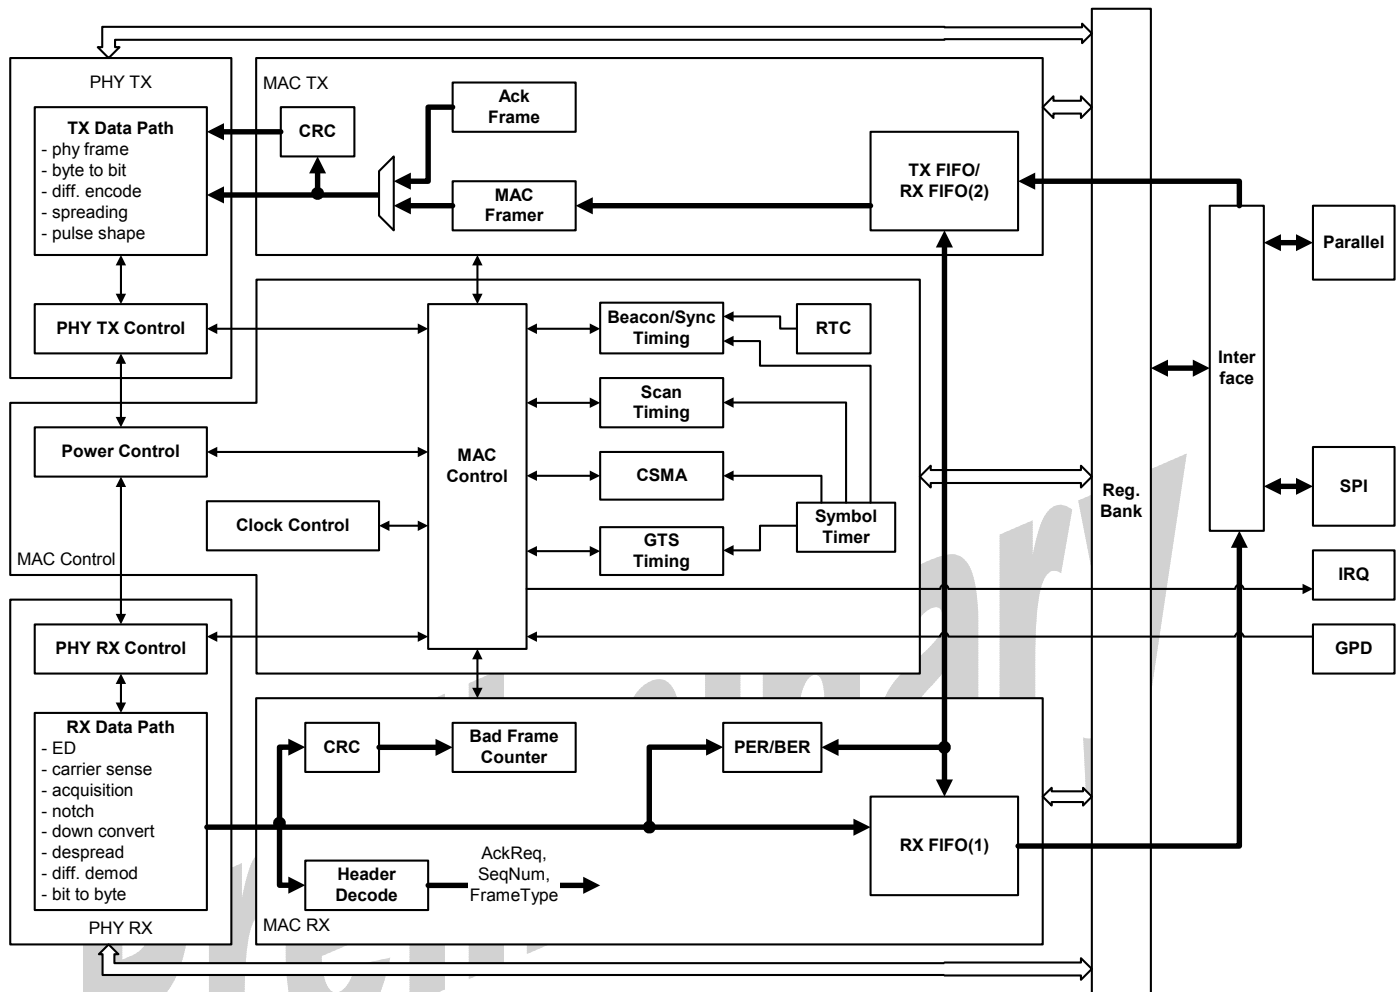 PHY TX
TX Data Path
- phy frame
- byte to bit
- diff. encode
- spreading
- pulse shape
PHY TX Control
MAC TX
CRC
Ack
Frame
MAC
Framer
TX FIFO/
RX FIFO(2)
Power Control
Clock Control
MAC Control
MAC
Control
Beacon/Sync
Timing
RTC
Scan
Timing
CSMA
GTS
Timing
Symbol
Timer
PHY RX Control
RX Data Path
- ED
- carrier sense
- acquisition
- notch
- down convert
- despread
- diff. demod
- bit to byte
PHY RX
CRC
Bad Frame
Counter
PER/BER
Header
Decode
AckReq,
SeqNum,
FrameType
RX FIFO(1)
MAC RX
Reg.
Bank
Inter
face
Parallel
SPI
IRQ
GPD
Preliminary